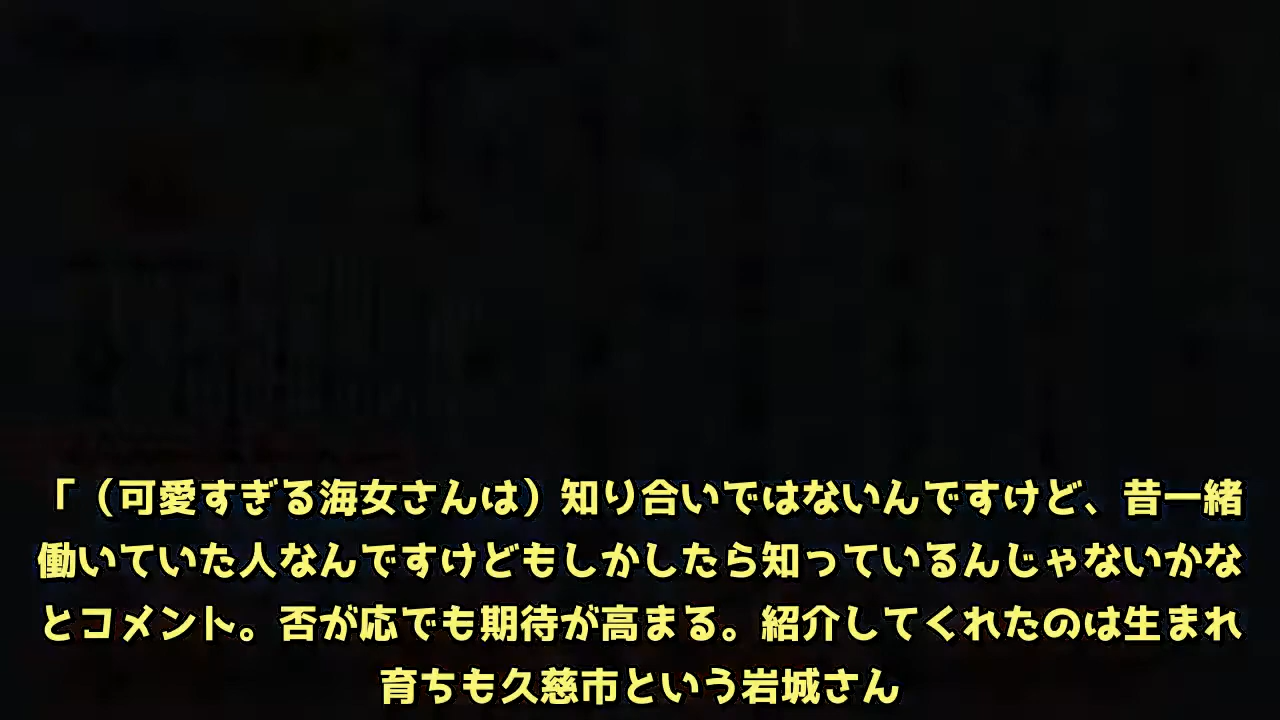 「（可愛すぎる海女さんは）知り合いではないんですけど、昔一緒
働いていた人なんですけどもしかしたら知っているんじゃないかな
とコメント。否が応でも期待が高まる。紹介してくれたのは生まれ
育ちも久慈市という岩城さん